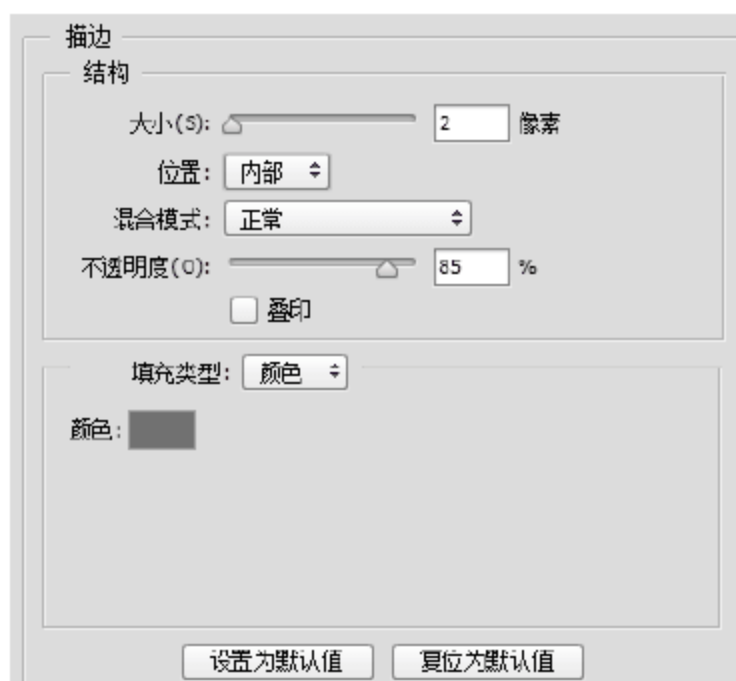 描边
结构
大小(S): 2 像素
位置: 内部
混合模式: 正常
不透明度(O): 85 %
叠印
填充类型: 颜色
颜色:
设置为默认值 复位为默认值